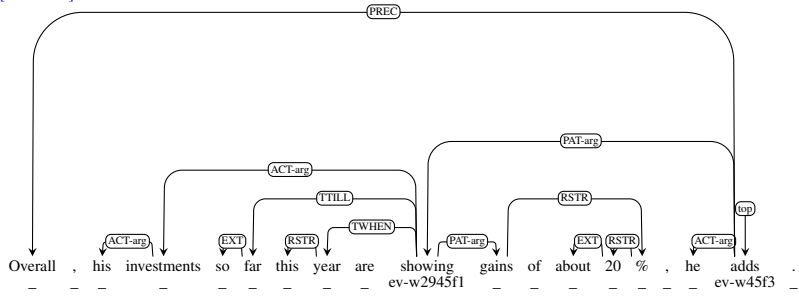 PREC
PAT-arg
ACT-arg
TTILL RSTR
top
TWHEN
ACT-arg EXT RSTR PAT-arg EXT RSTR ACT-arg
Overall , his investments so far this year are showing gains of about 20 % , he adds .
_ _ _ _ _ _ _ _ _ ev-w2945f1 _ _ _ _ _ _ _ ev-w45f3 _